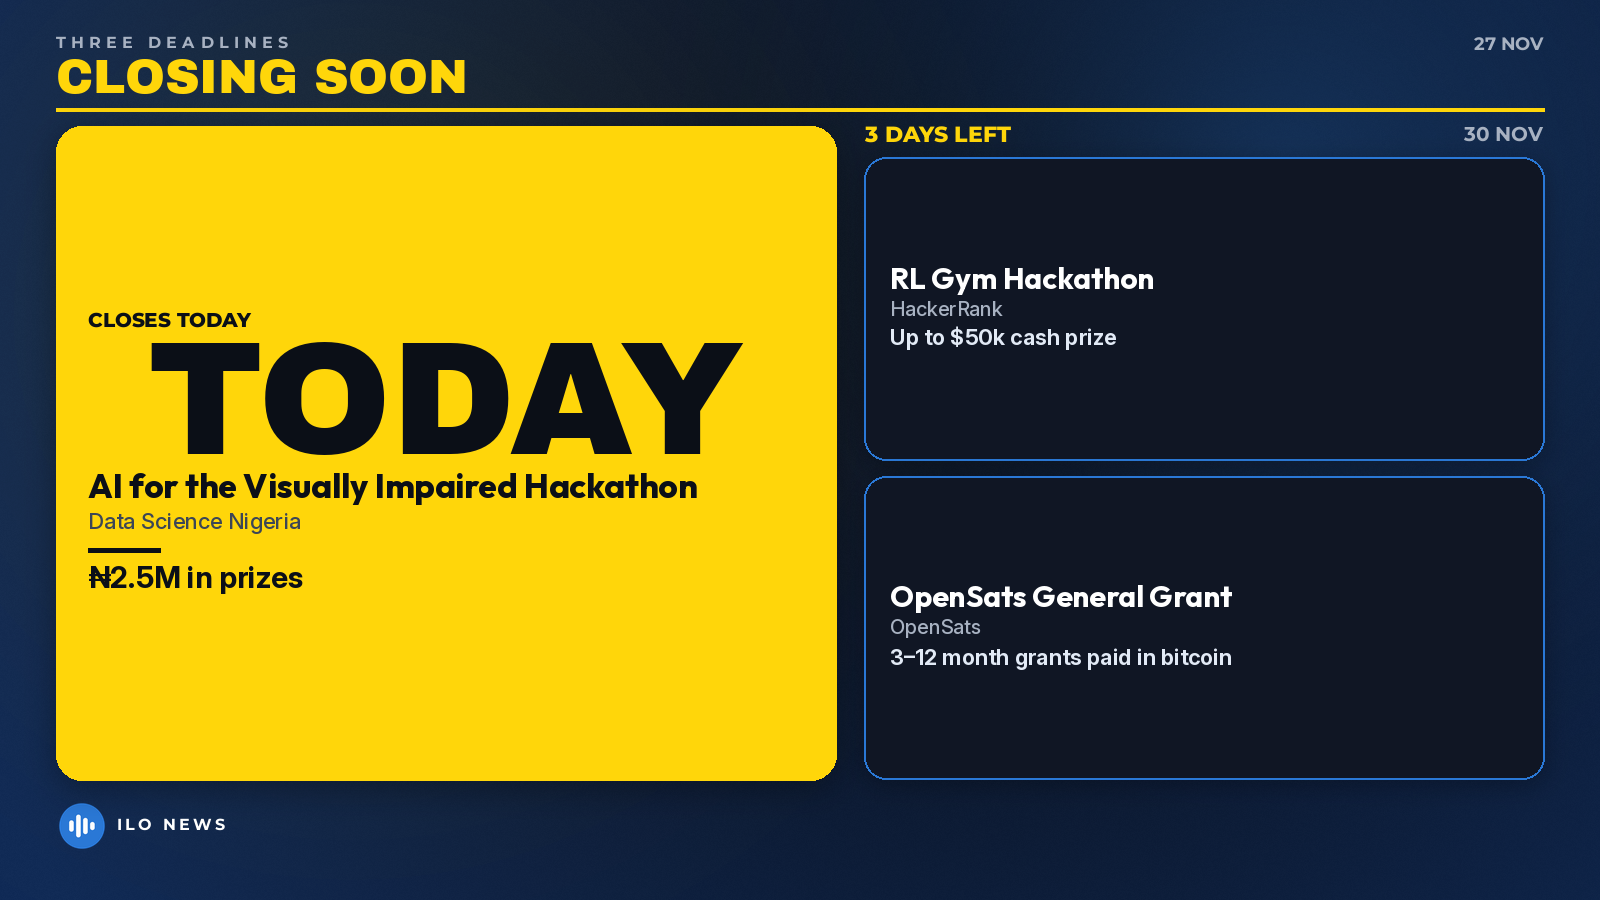 THREE DEADLINES
CLOSING SOON
27 NOV
CLOSES TODAY
TODAY
AI for the Visually Impaired Hackathon
Data Science Nigeria
₦2.5M in prizes
3 DAYS LEFT
30 NOV
RL Gym Hackathon
HackerRank
Up to $50k cash prize
OpenSats General Grant
OpenSats
3–12 month grants paid in bitcoin
ILO NEWS